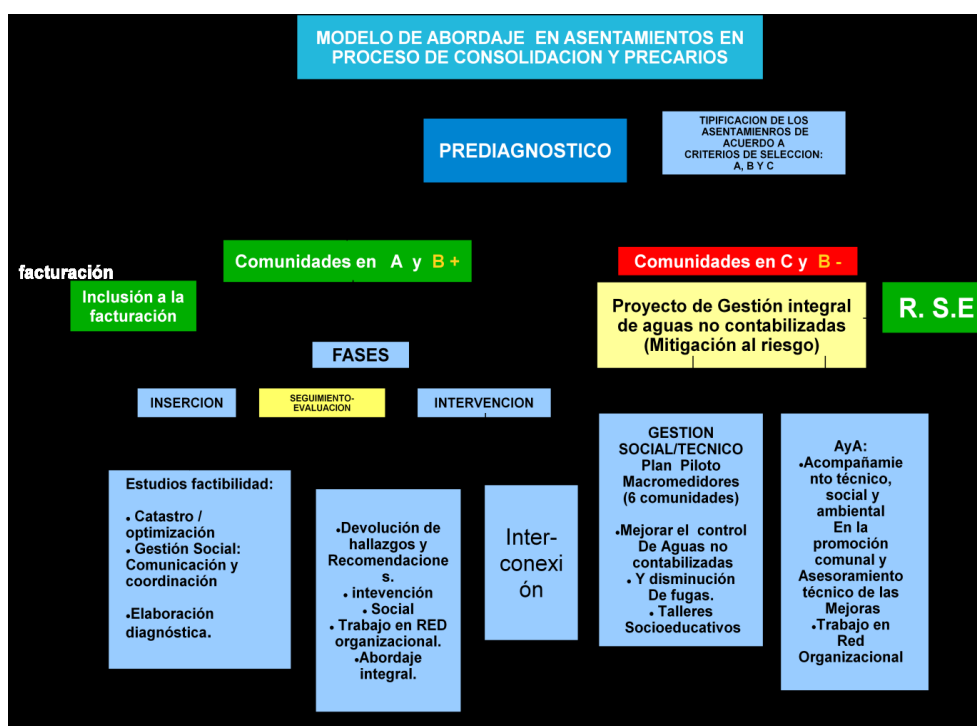 MODELO DE ABORDAJE EN ASENTAMIENTOS EN
PROCESO DE CONSOLIDACION Y PRECARIOS
PREDIAGNOSTICO
TIPIFICACION DE LOS
ASENTAMIENROS DE
ACUERDO A
CRITERIOS DE SELECCION:
A, B Y C
Comunidades en A y B +
Comunidades en C y B -
facturación
Inclusión a la
facturación
Proyecto de Gestión integral
de aguas no contabilizadas
(Mitigación al riesgo)
R. S.E
FASES
INSERCION
SEGUIMIENTO-
EVALUACION
INTERVENCION
Estudios factibilidad:
• Catastro /
optimización
• Gestión Social:
Comunicación y
coordinación
•Elaboración
diagnóstica.
•Devolución de
hallazgos y
Recomendacione
s.
• intevención
• Social
• Trabajo en RED
organizacional.
•Abordaje
integral.
Inter-
conexi
ón
GESTION
SOCIAL/TECNICO
Plan Piloto
Macromedidores
(6 comunidades)
•Mejorar el control
De Aguas no
contabilizadas
• Y disminución
De fugas.
• Talleres
Socioeducativos
AyA:
•Acompañamie
nto técnico,
social y
ambiental
En la
promoción
comunal y
Asesoramiento
técnico de las
Mejoras
•Trabajo en
Red
Organizacional